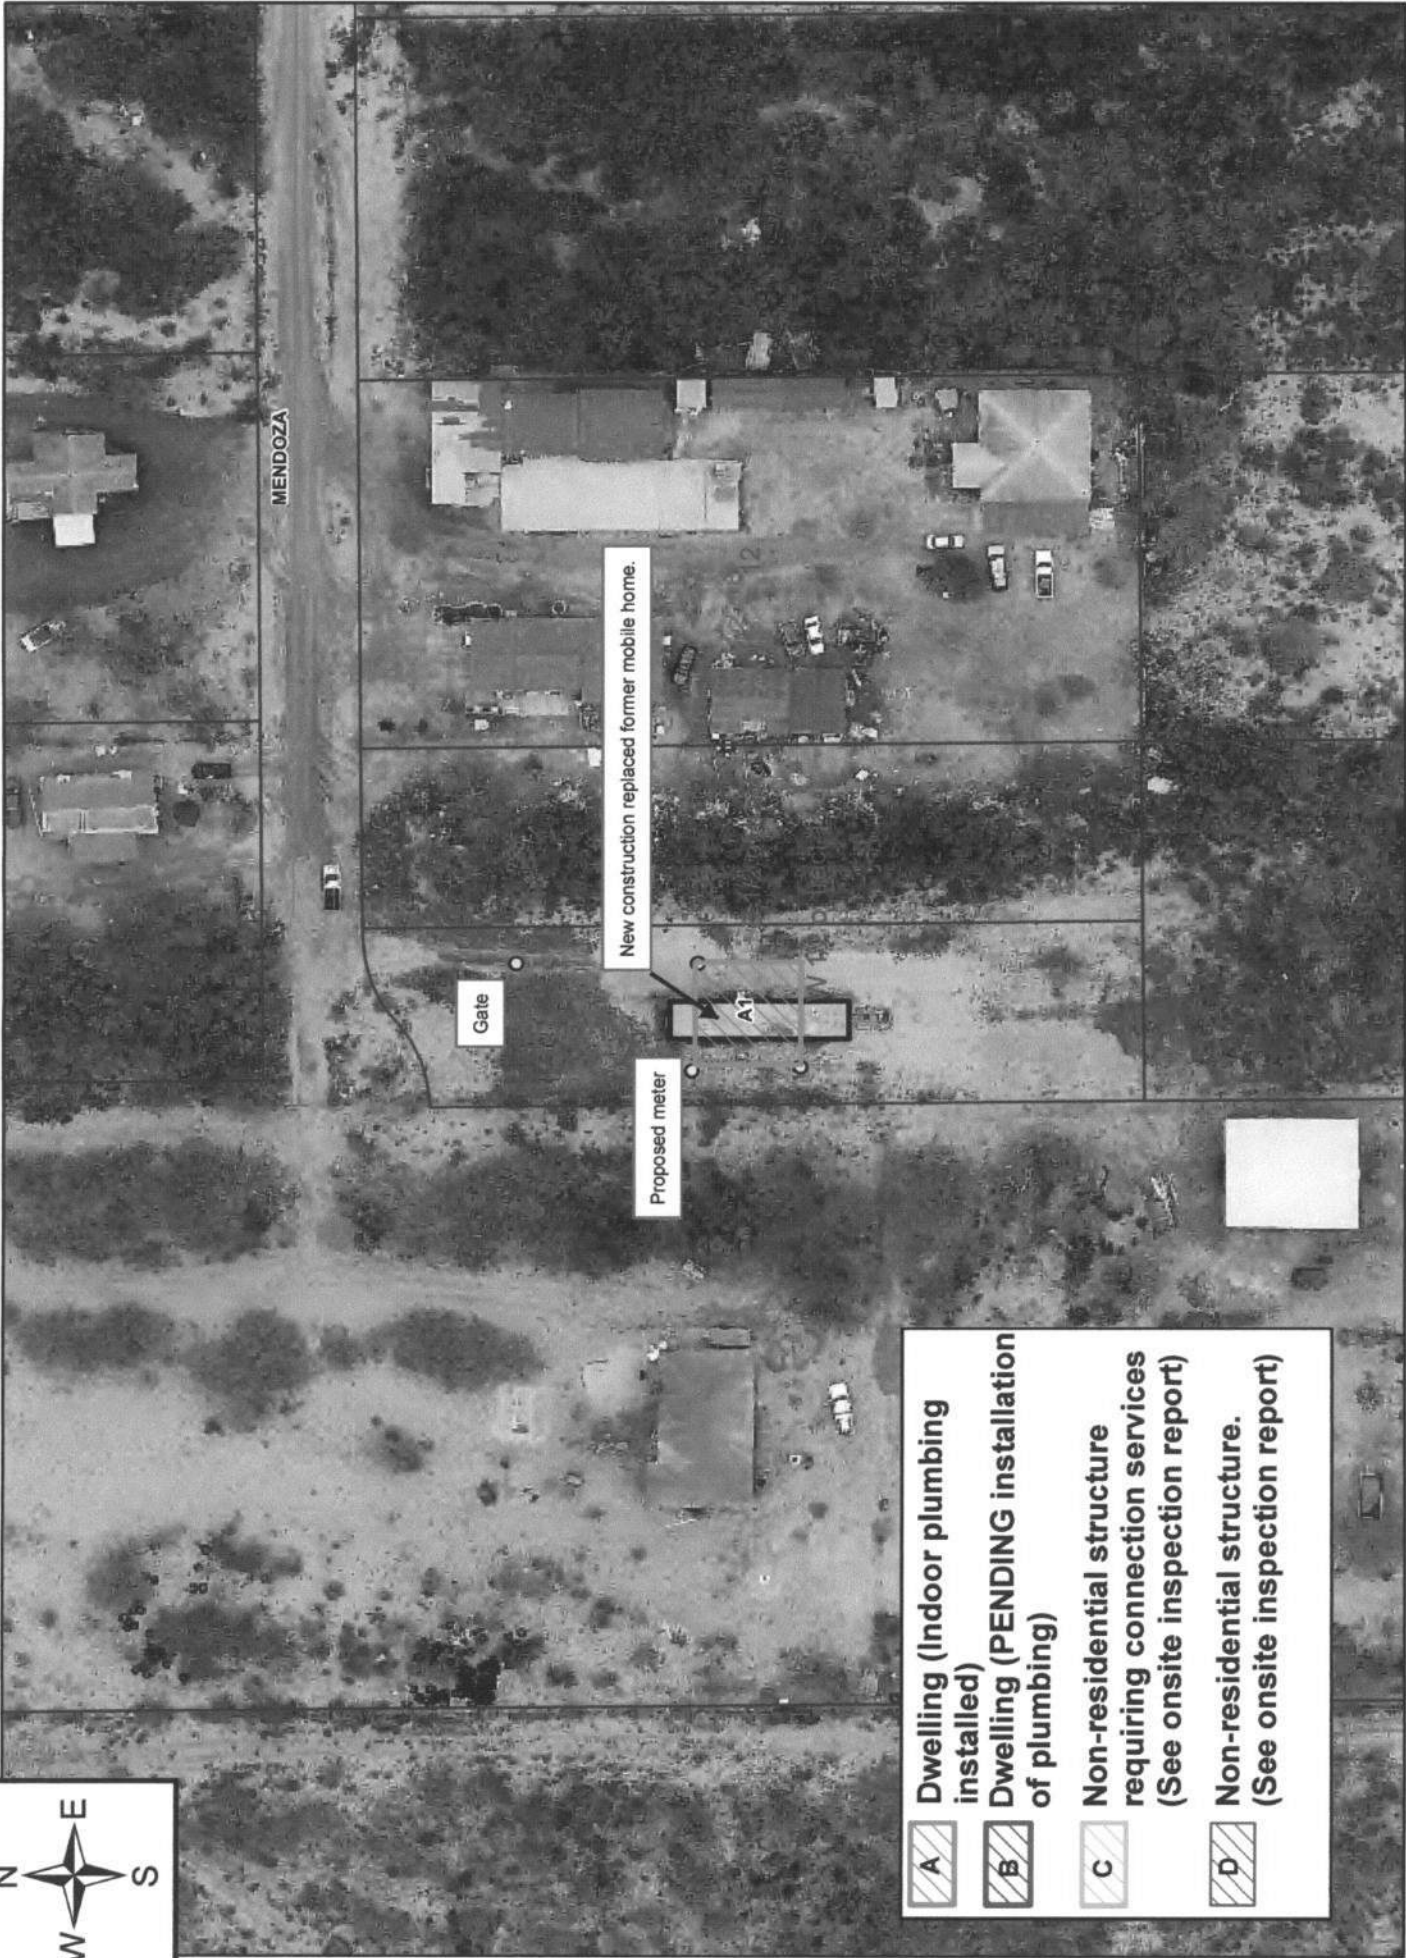 N
W
E
S
MENDOZA
New construction replaced former mobile home.
Gate
A1
Proposed meter
A
Dwelling (Indoor plumbing
installed)
B
Dwelling (PENDING installation
of plumbing)
C
Non-residential structure
requiring connection services
(See onsite inspection report)
D
Non-residential structure.
(See onsite inspection report)